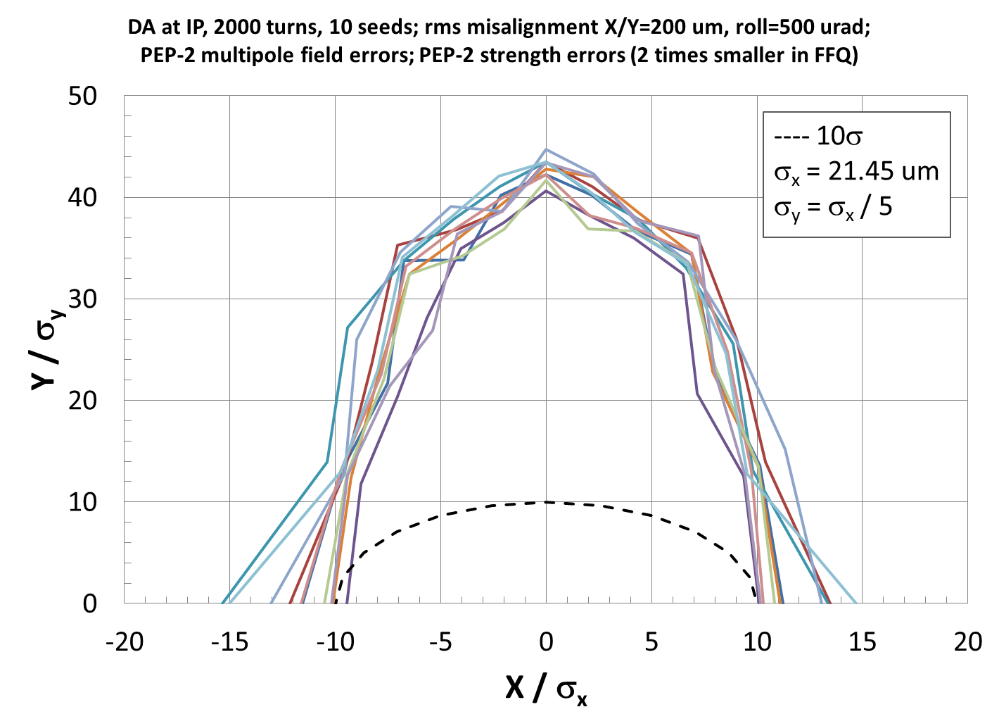 DA at IP, 2000 turns, 10 seeds; rms misalignment X/Y=200 um, roll=500 urad;
PEP-2 multipole field errors; PEP-2 strength errors (2 times smaller in FFQ)
50
40
30
20
10
0
Y / σy
---- 10σ
σx = 21.45 um
σy = σx / 5
-20 -15 -10 -5 0 5 10 15 20
X / σx